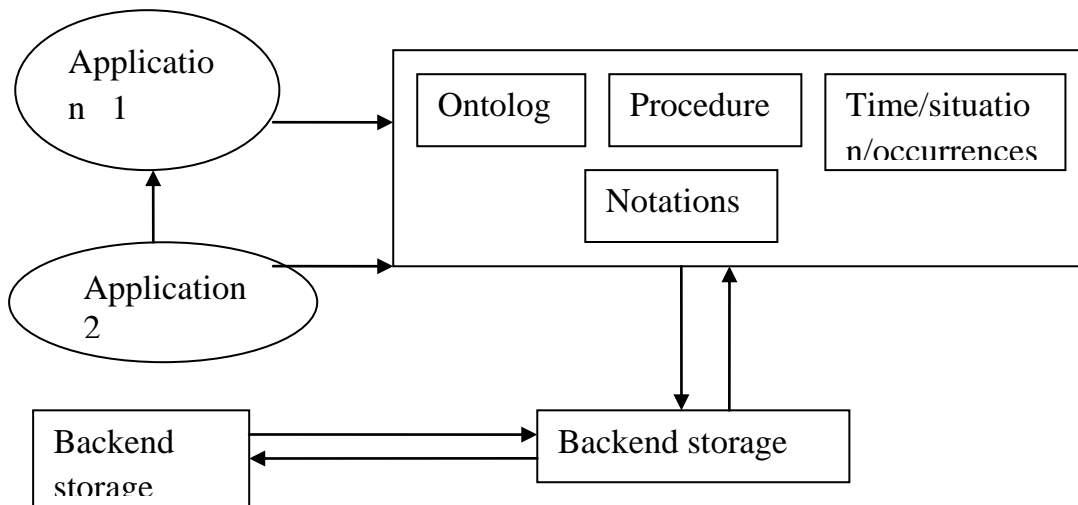 Applicatio
n 1
Ontolog
Procedure
Time/situatio
n/occurrences
Notations
Application
2
Backend
storage
Backend storage